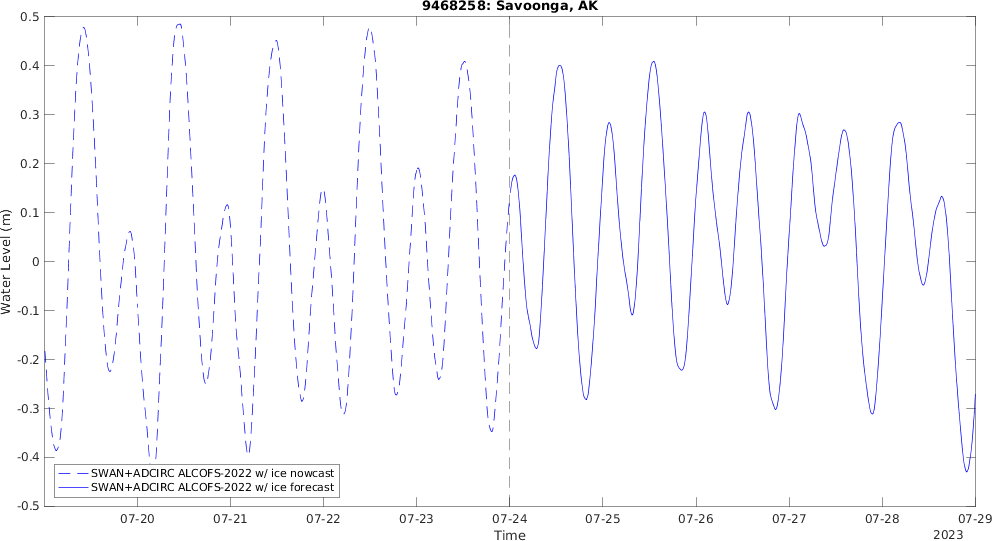 9468258: Savoonga, AK
0.5
0.4
0.3
0.2
0.1
0
-0.1
-0.2
-0.3
-0.4
-0.5
Water Level (m)
SWAN+ADCIRC ALCOFS-2022 w/ ice nowcast
SWAN+ADCIRC ALCOFS-2022 w/ ice forecast
07-20 07-21 07-22 07-23 07-24 07-25 07-26 07-27 07-28 07-29
Time
2023